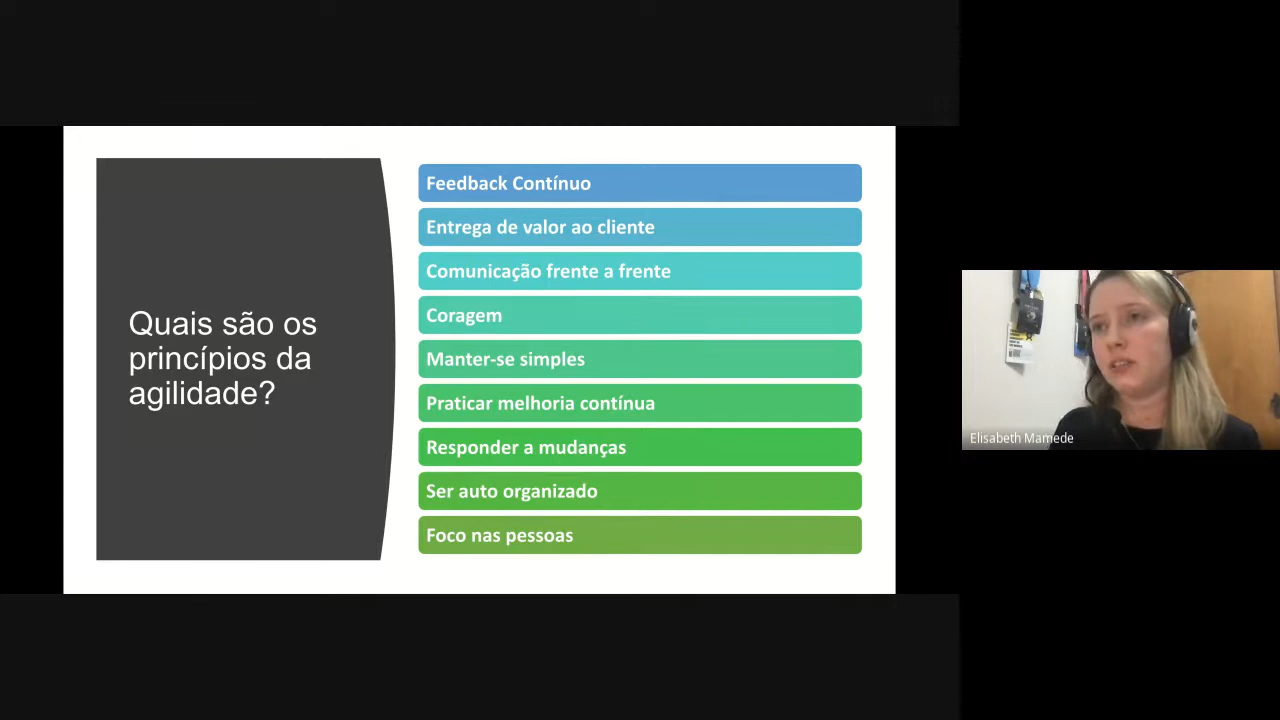 Quais são os
princípios da
agilidade?
Feedback Contínuo
Entrega de valor ao cliente
Comunicação frente a frente
Coragem
Manter-se simples
Praticar melhoria contínua
Responder a mudanças
Ser auto organizado
Foco nas pessoas
Elisabeth Mamede